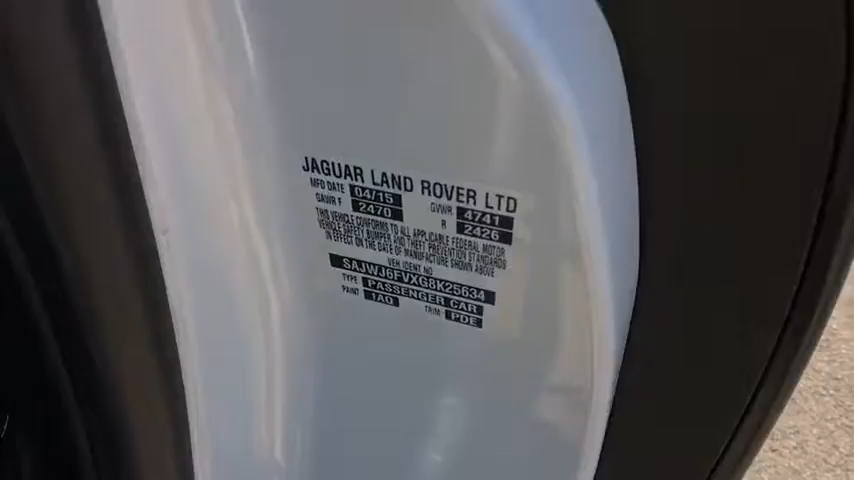 JAGUAR LAND ROVER LTD
MFD DATE 04/15 GVWR 4741
GAWR F 2470 R 2426
THIS VEHICLE CONFORMS TO ALL APPLICABLE FEDERAL MOTOR
VEHICLE SAFETY BUMPER AND THEFT PREVENTION STANDARDS
IN EFFECT ON THE DATE OF MANUFACTURE SHOWN ABOVE
VEH IDENT NO
SAJWJ6FVXG8K25634
TYPE PASSENGER CAR
PAINT 1AQ TRIM PDE